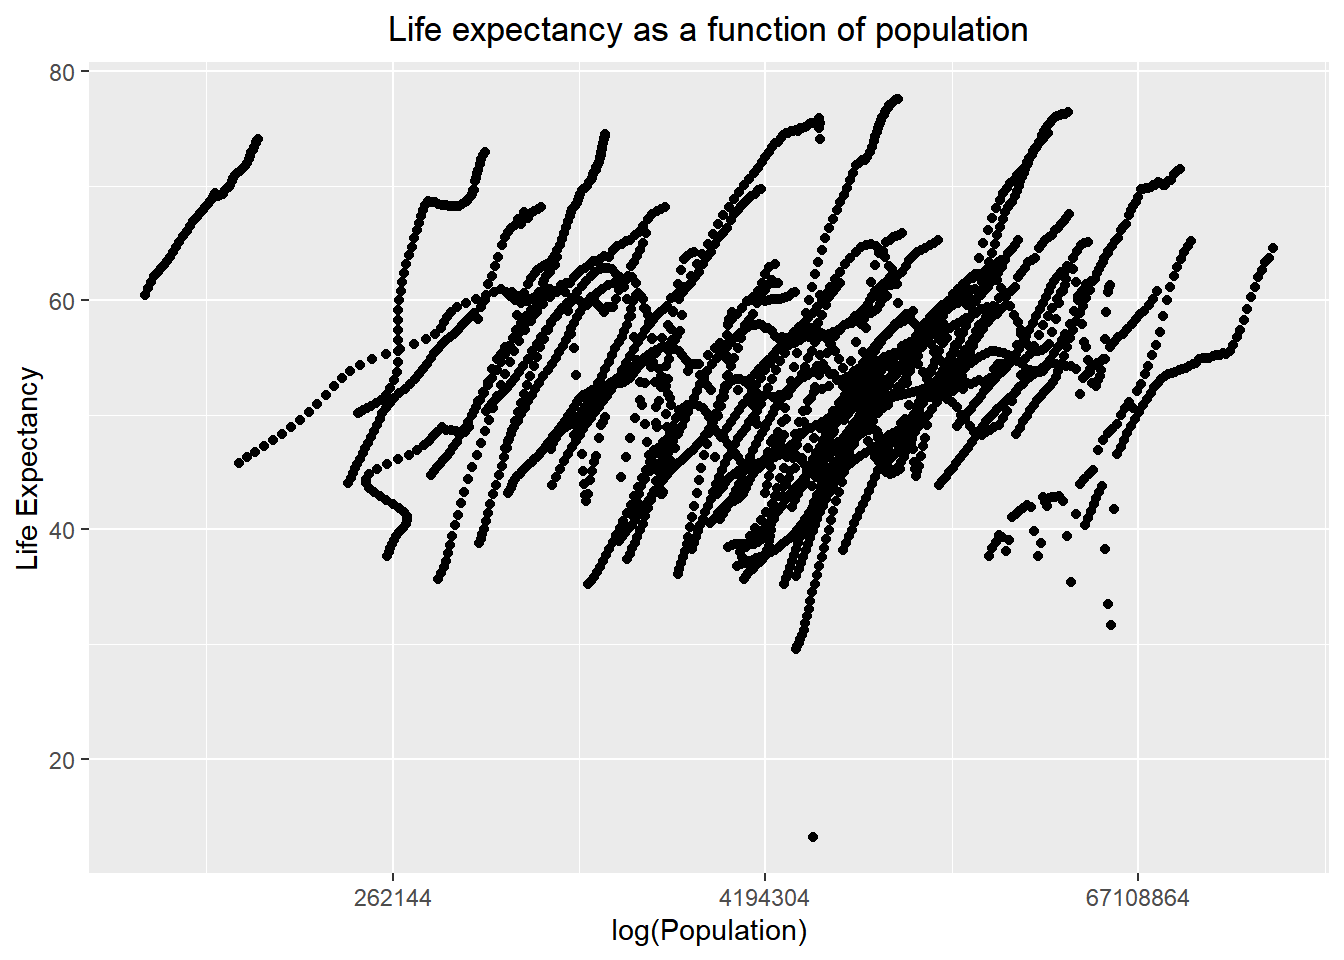 Life expectancy as a function of population
80
60
40
20
Life Expectancy
262144
4194304
67108864
log(Population)